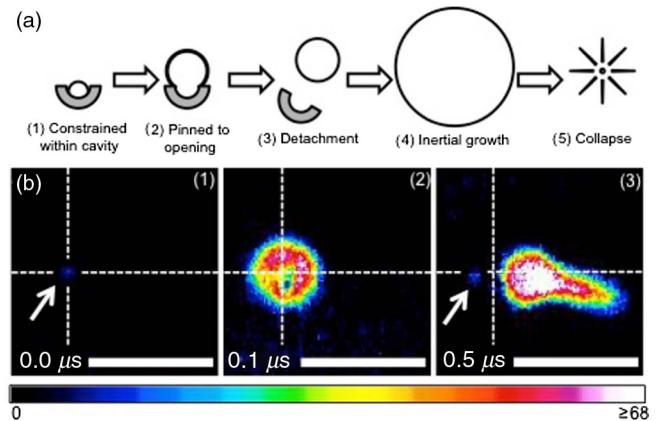 (a)
(1) Constrained
within cavity
(2) Pinned to
opening
(3) Detachment
(4) Inertial growth
(5) Collapse
(b)
(1)
(2)
(3)
0.0 μs
0.1 μs
0.5 μs
0
≥68